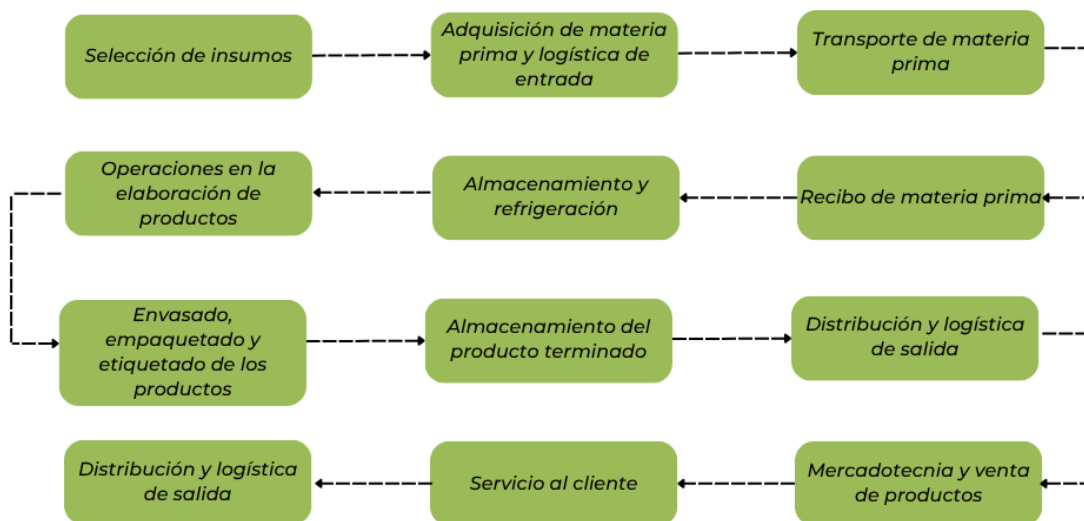 Selección de insumos
Adquisición de materia
prima y logística de
entrada
Transporte de materia
prima
Recibo de materia prima
Almacenamiento y
refrigeración
Operaciones en la
elaboración de
productos
Envasado,
empaquetado y
etiquetado de los
productos
Almacenamiento del
producto terminado
Distribución y logística
de salida
Mercadotecnia y venta
de productos
Servicio al cliente
Distribución y logística
de salida